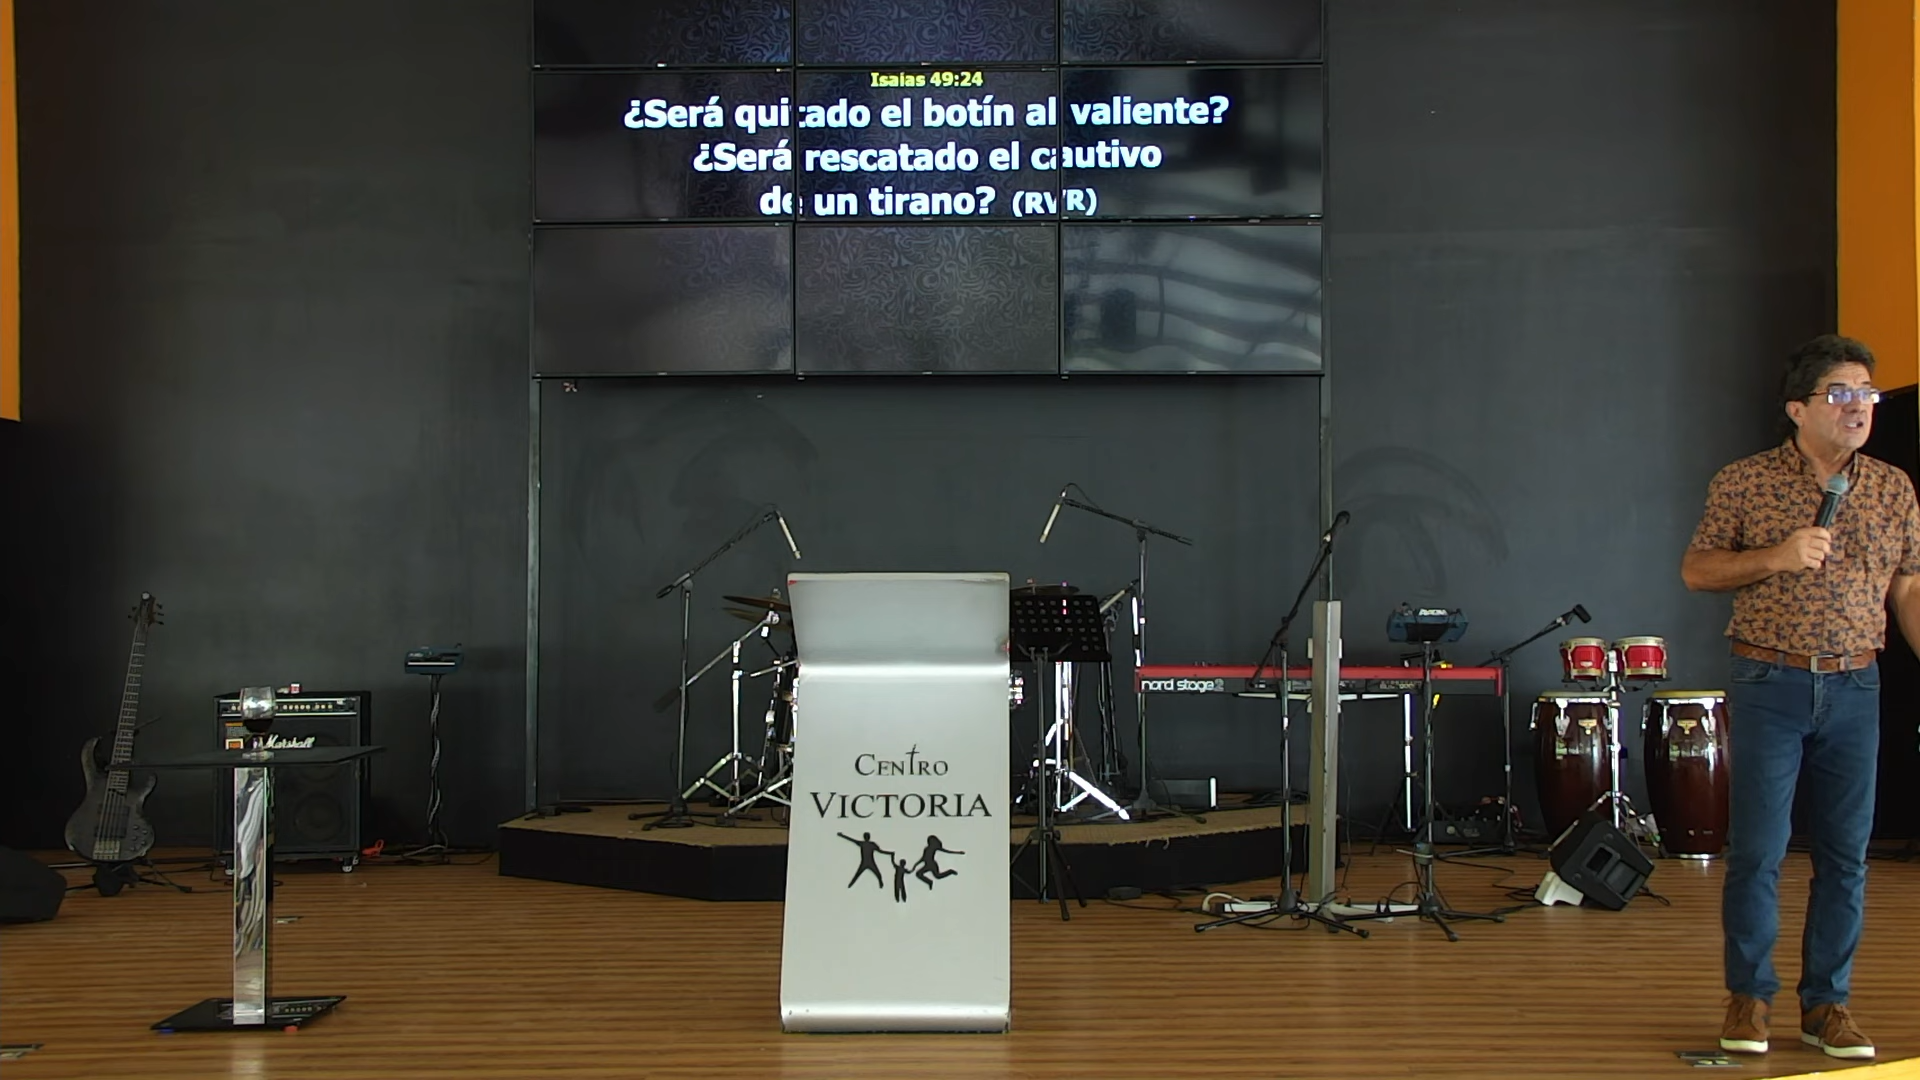 Isaías 49:24
¿Será quitado el botín al valiente?
¿Será rescatado el cautivo
de un tirano? (RVR)
Marshall
nord stage 2
CENTRO
VICTORIA